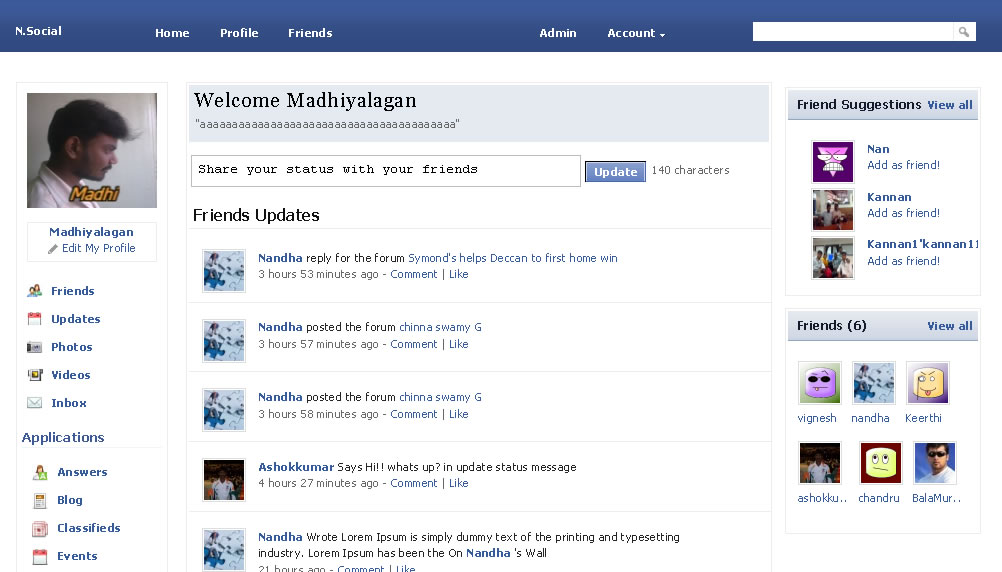 N.Social
Home Profile Friends Admin Account
Madhi
Madhiyalagan
Edit My Profile
Friends
Updates
Photos
Videos
Inbox
Applications
Answers
Blog
Classifieds
Events
Welcome Madhiyalagan
Share your status with your friends Update 140 characters
Friends Updates
Nandha reply for the forum Symond's helps Deccan to first home win
3 hours 53 minutes ago - Comment | Like
Nandha posted the forum chinna swamy G
3 hours 57 minutes ago - Comment | Like
Nandha posted the forum chinna swamy G
3 hours 58 minutes ago - Comment | Like
Ashokkumar Says Hi!! whats up? in update status message
4 hours 27 minutes ago - Comment | Like
Nandha Wrote Lorem Ipsum is simply dummy text of the printing and typesetting
industry. Lorem Ipsum has been the On Nandha 's Wall
21 hours ago - Comment | Like
Friend Suggestions View all
Nan
Add as friend!
Kannan
Add as friend!
Kannan1'kannan11
Add as friend!
Friends (6) View all
vignesh nandha Keerthi
ashokku.. chandru BalaMur..